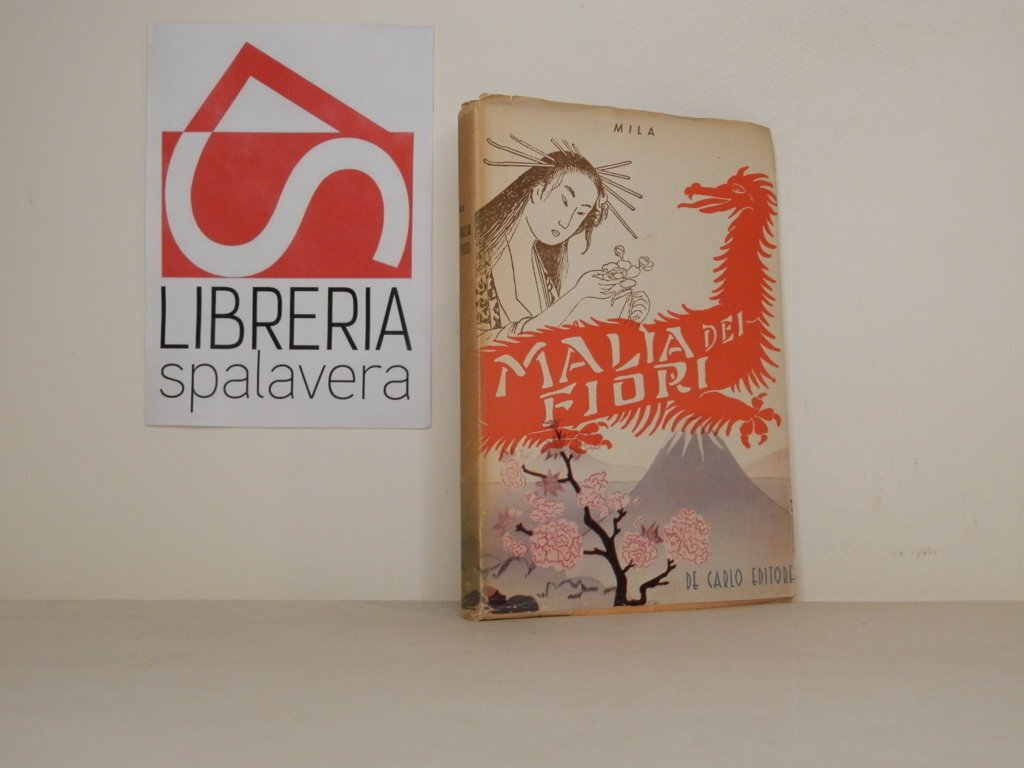 LIBRERIA
spalavera
MILA
MALIA DEI
FIORI
DE CARLO EDITORE